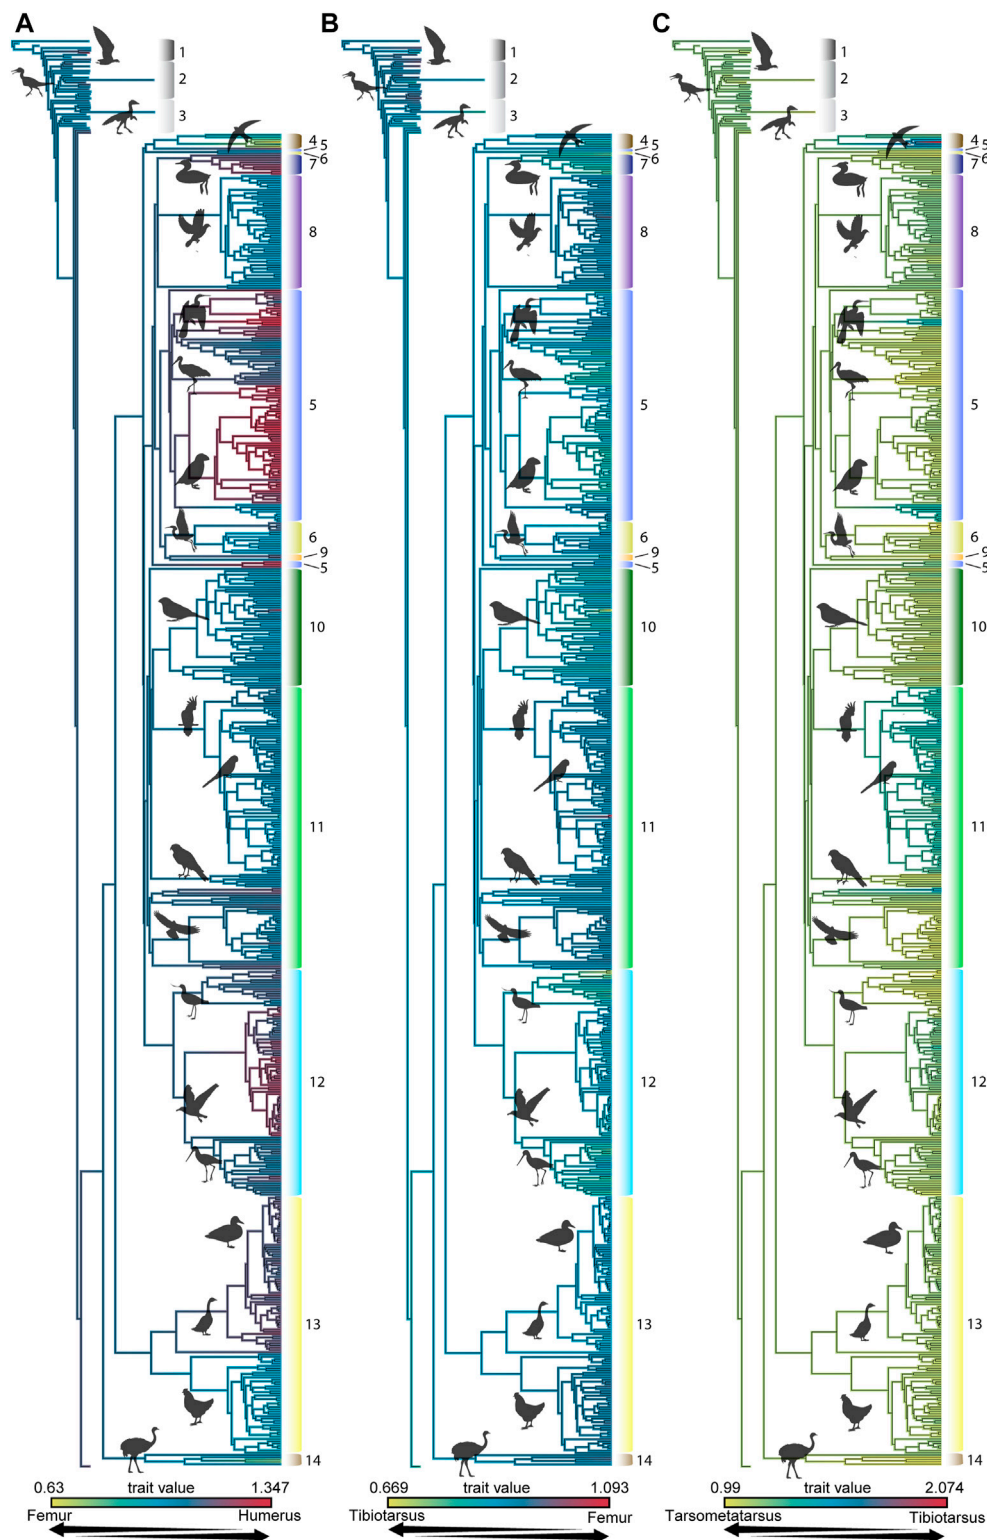 A B C
1 1 1
2 2 2
3 3 3
4 4 4
5 5 5
6 6 6
7 7 7
8 8 8
5 5 5
6 6 6
9 9 9
5 5 5
10 10 10
11 11 11
12 12 12
13 13 13
14 14 14
0.63 trait value 1.347 0.669 trait value 1.093 0.99 trait value 2.074
Femur Humerus Tibiotarsus Femur Tarsometatarsus Tibiotarsus